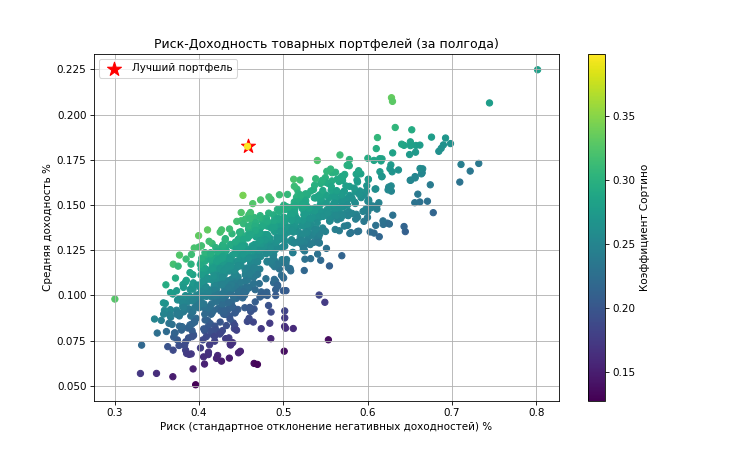 Риск-Доходность товарных портфелей (за полгода)
Лучший портфель
0.225
0.200
0.175
0.150
0.125
0.100
0.075
0.050
Средняя доходность %
0.3 0.4 0.5 0.6 0.7 0.8
Риск (стандартное отклонение негативных доходностей) %
0.35
0.30
0.25
0.20
0.15
Коэффициент Сортино